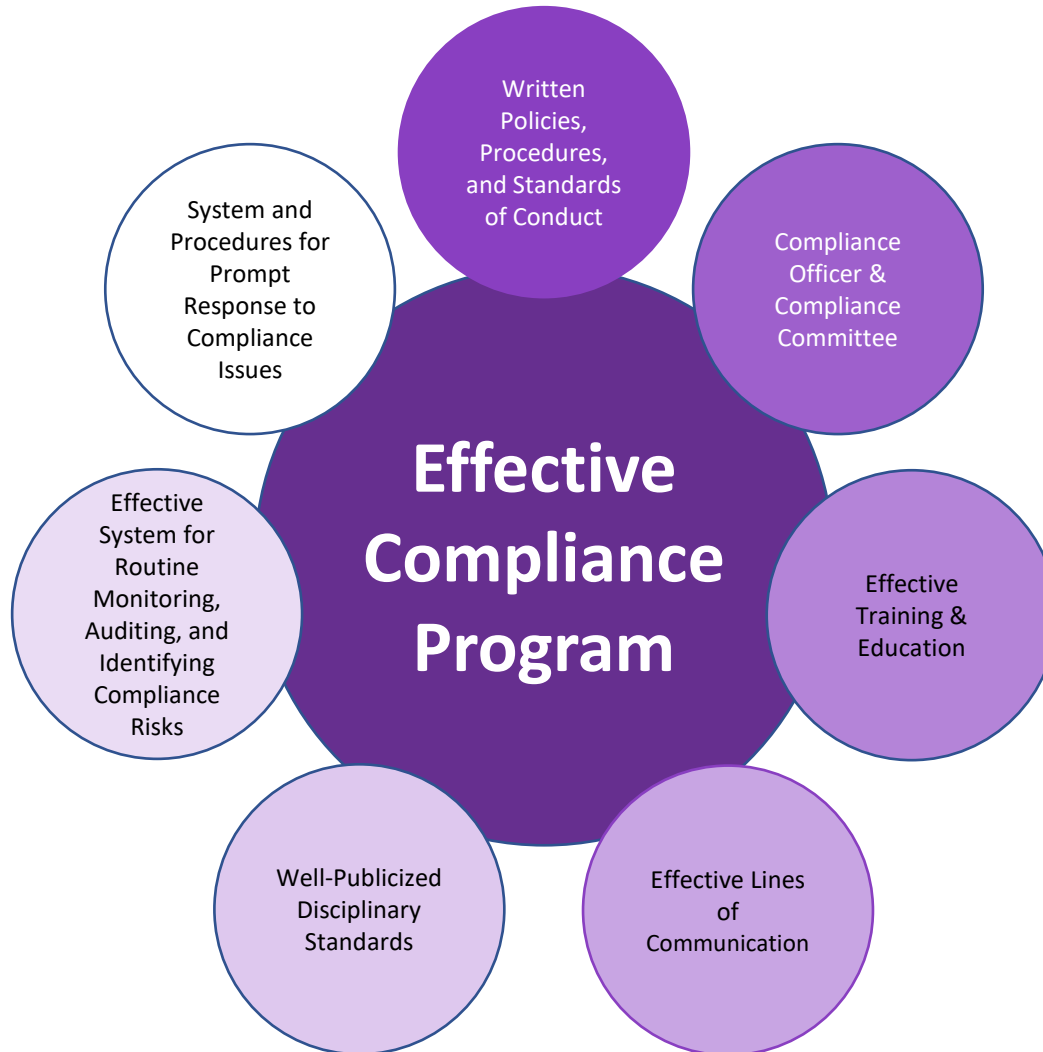 Written
Policies,
Procedures,
and Standards
of Conduct
Compliance
Officer &
Compliance
Committee
Effective
Training &
Education
Effective Lines
of
Communication
Well-Publicized
Disciplinary
Standards
Effective
System for
Routine
Monitoring,
Auditing, and
Identifying
Compliance
Risks
System and
Procedures for
Prompt
Response to
Compliance
Issues
Effective
Compliance
Program